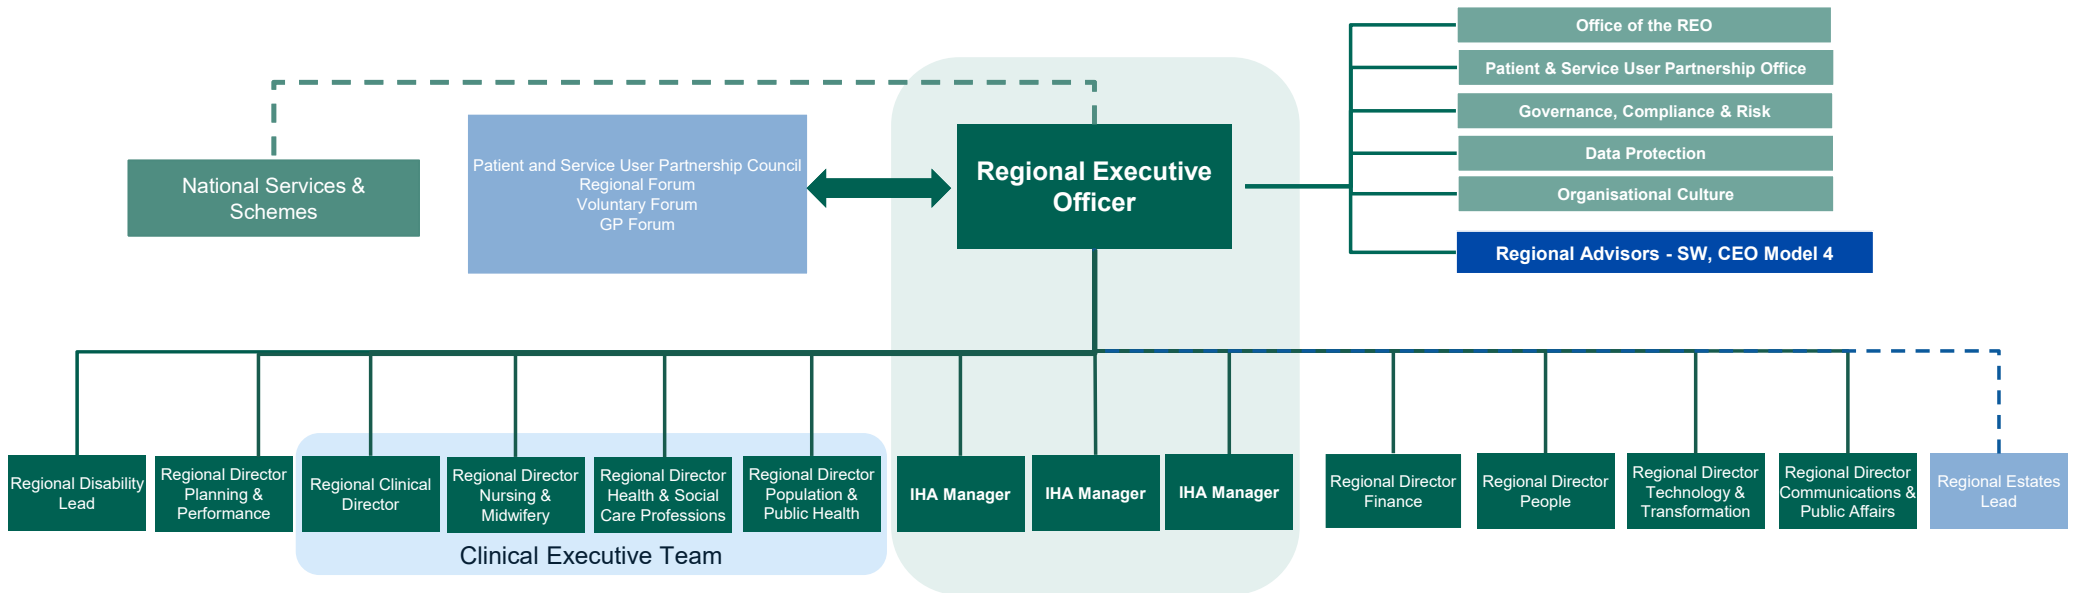 Office of the REO
Patient & Service User Partnership Office
Governance, Compliance & Risk
Data Protection
Organisational Culture
Regional Advisors - SW, CEO Model 4
National Services &
Schemes
Patient and Service User Partnership Council
Regional Forum
Voluntary Forum
GP Forum
Regional Executive
Officer
Regional Disability
Lead
Regional Director
Planning &
Performance
Regional Clinical
Director
Regional Director
Nursing &
Midwifery
Regional Director
Health & Social
Care Professions
Regional Director
Population &
Public Health
IHA Manager
IHA Manager
IHA Manager
Regional Director
Finance
Regional Director
People
Regional Director
Technology &
Transformation
Regional Director
Communications &
Public Affairs
Regional Estates
Lead
Clinical Executive Team